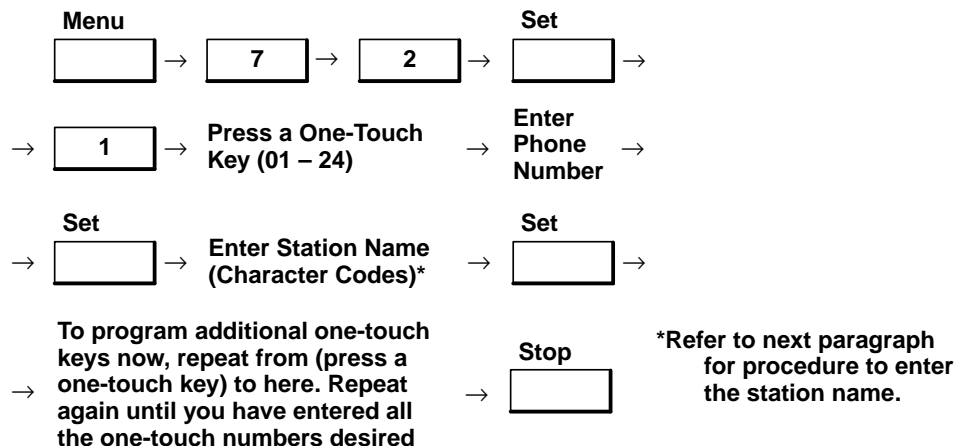 Menu
Set
→ 7 → 2 → →
→ 1 → Press a One-Touch Key (01 – 24) → Enter Phone Number →
Set
Set
→ → Enter Station Name (Character Codes)* → →
→ To program additional one-touch
keys now, repeat from (press a
one-touch key) to here. Repeat
again until you have entered all
the one-touch numbers desired
→ Stop
*Refer to next paragraph
for procedure to enter
the station name.